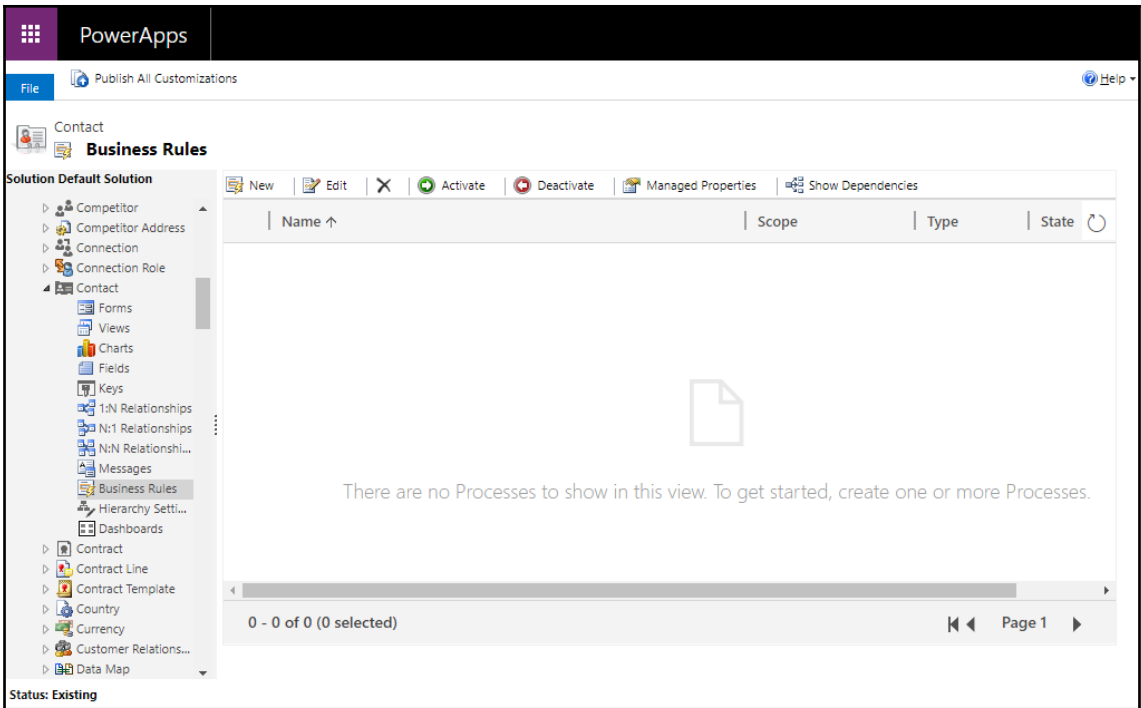 PowerApps
File
Publish All Customizations
Help
Contact
Business Rules
Solution Default Solution
Competitor
Competitor Address
Connection
Connection Role
Contact
Forms
Views
Charts
Fields
Keys
1:N Relationships
N:1 Relationships
N:N Relationshi...
Messages
Business Rules
Hierarchy Setti...
Dashboards
Contract
Contract Line
Contract Template
Country
Currency
Customer Relations...
Data Map
New Edit Activate Deactivate Managed Properties Show Dependencies
Name ↑ Scope Type State
There are no Processes to show in this view. To get started, create one or more Processes.
0 - 0 of 0 (0 selected) Page 1
Status: Existing